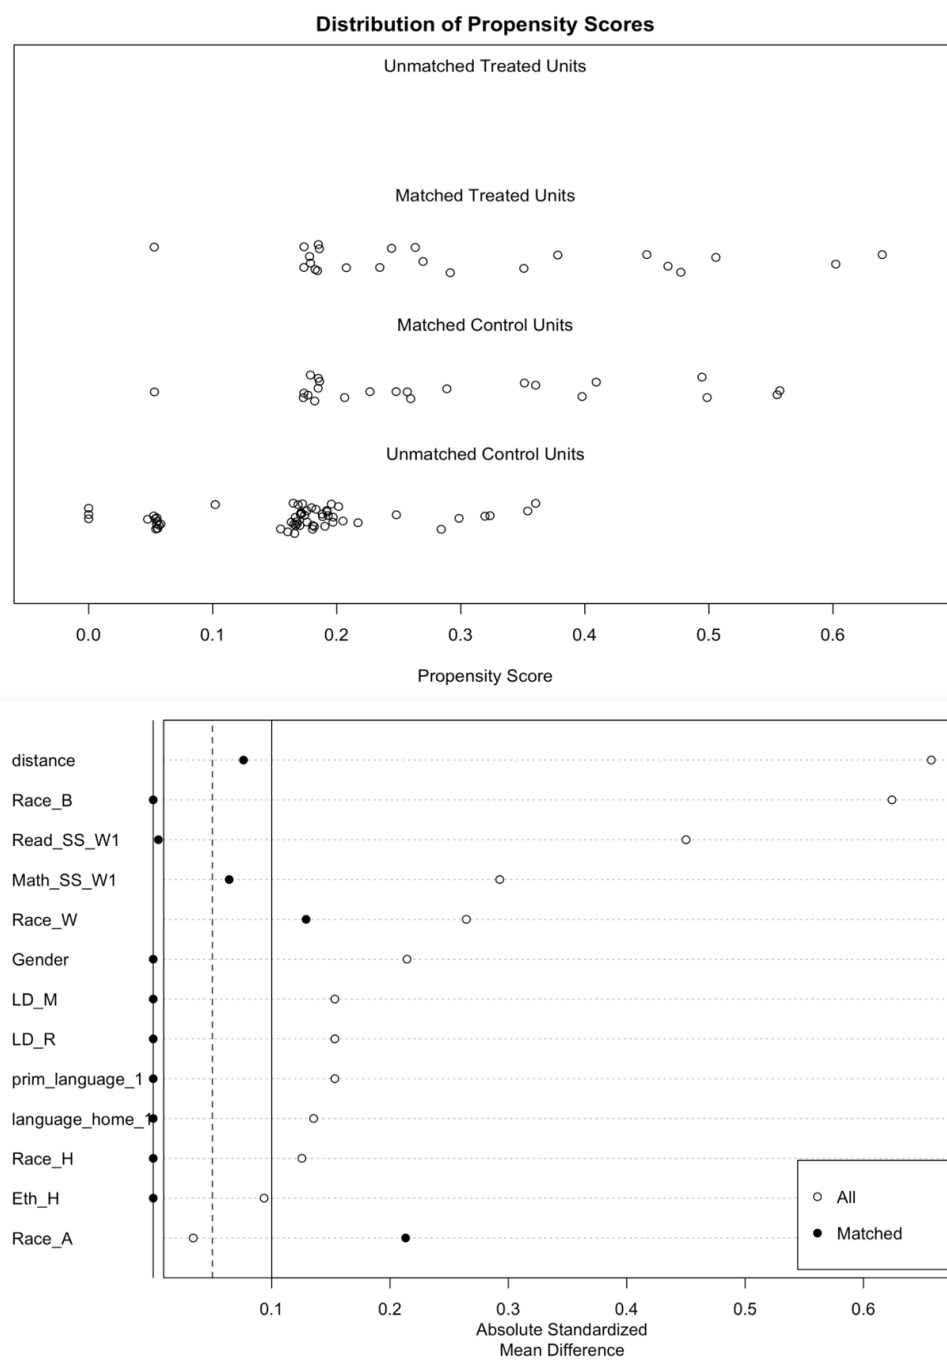 Distribution of Propensity Scores
Unmatched Treated Units
Matched Treated Units
Matched Control Units
Unmatched Control Units
0.0 0.1 0.2 0.3 0.4 0.5 0.6
Propensity Score
distance
Race_B
Read_SS_W1
Math_SS_W1
Race_W
Gender
LD_M
LD_R
prim_language_1
language_home_1
Race_H
Eth_H
Race_A
All
Matched
0.1 0.2 0.3 0.4 0.5 0.6
Absolute Standardized
Mean Difference